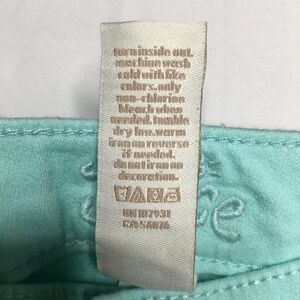 turn inside out.
machine wash
cold with like
colors. only
non-chlorine
bleach when
needed. tumble
dry low. warm
iron on reverse
if needed.
do not iron on
decoration.
RN 107931
CA 54026